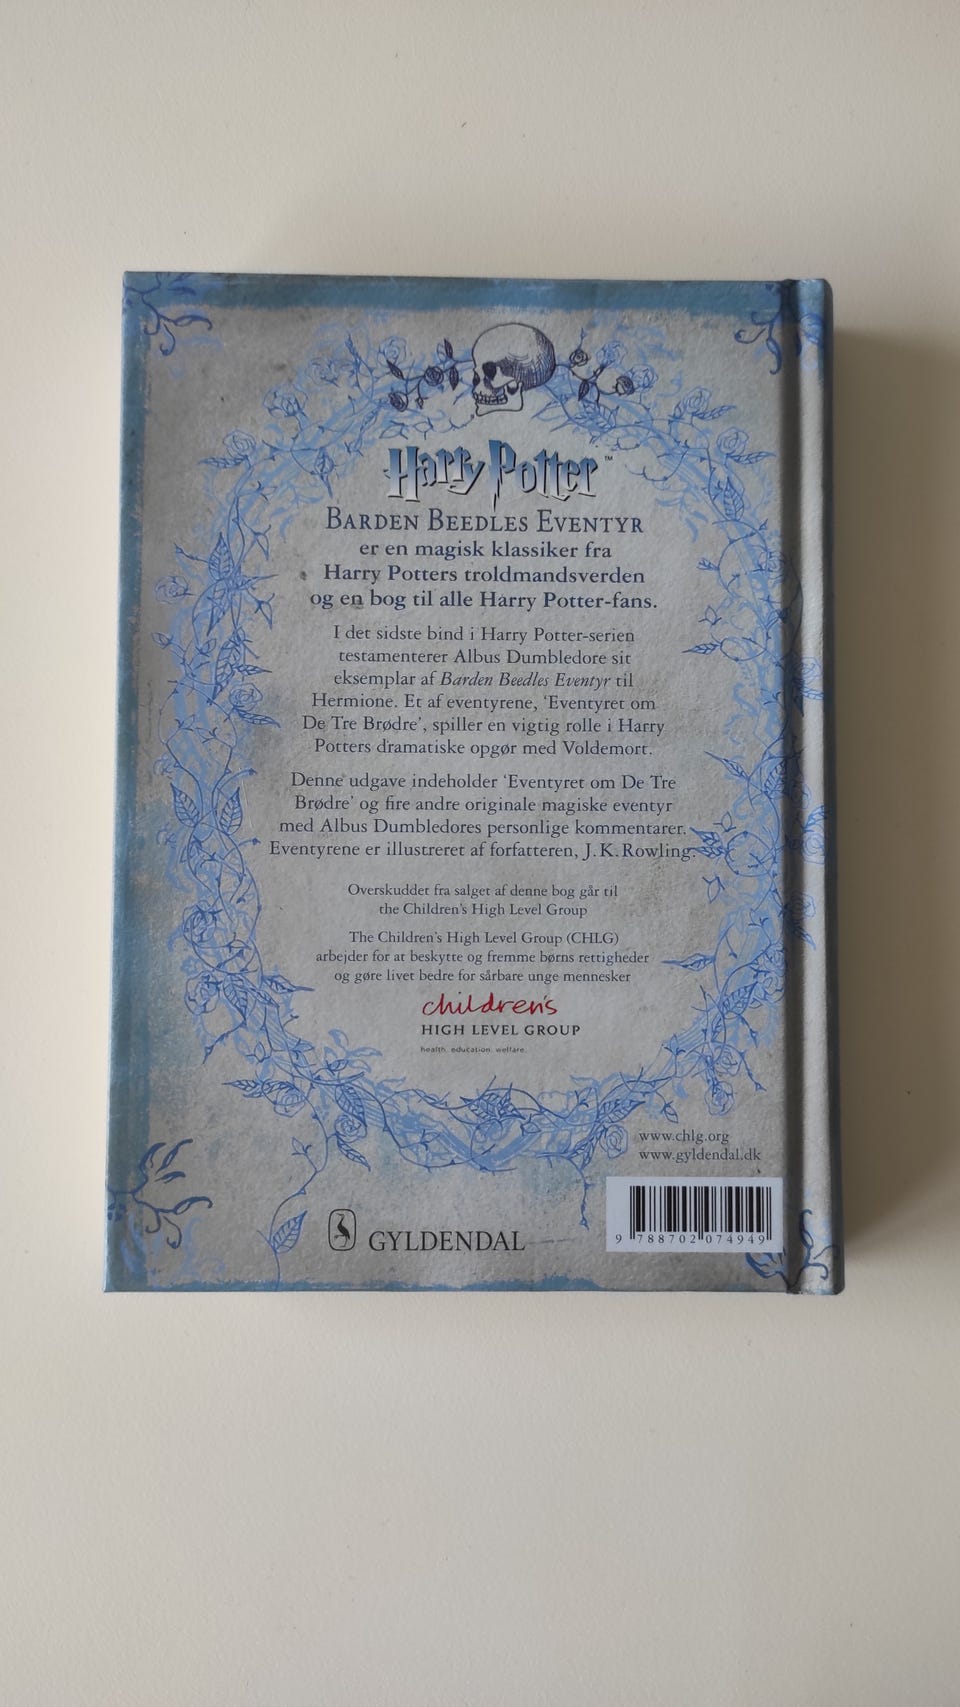 Harry Potter™
BARDEN BEEDLES EVENTYR
er en magisk klassiker fra
Harry Potters troldmandsverden
og en bog til alle Harry Potter-fans.
I det sidste bind i Harry Potter-serien
testamenterer Albus Dumbledore sit
eksemplar af Barden Beedles Eventyr til
Hermione. Et af eventyrene, ‘Eventyret om
De Tre Brødre’, spiller en vigtig rolle i Harry
Potters dramatiske opgør med Voldemort.
Denne udgave indeholder ‘Eventyret om De Tre
Brødre’ og fire andre originale magiske eventyr
med Albus Dumbledores personlige kommentarer.
Eventyrene er illustreret af forfatteren, J.K.Rowling.
Overskuddet fra salget af denne bog går til
the Children’s High Level Group
The Children’s High Level Group (CHLG)
arbejder for at beskytte og fremme børns rettigheder
og gøre livet bedre for sårbare unge mennesker
children's
HIGH LEVEL GROUP
health. education. welfare.
www.chlg.org
www.gyldendal.dk
GYLDENDAL
9 788702 074949